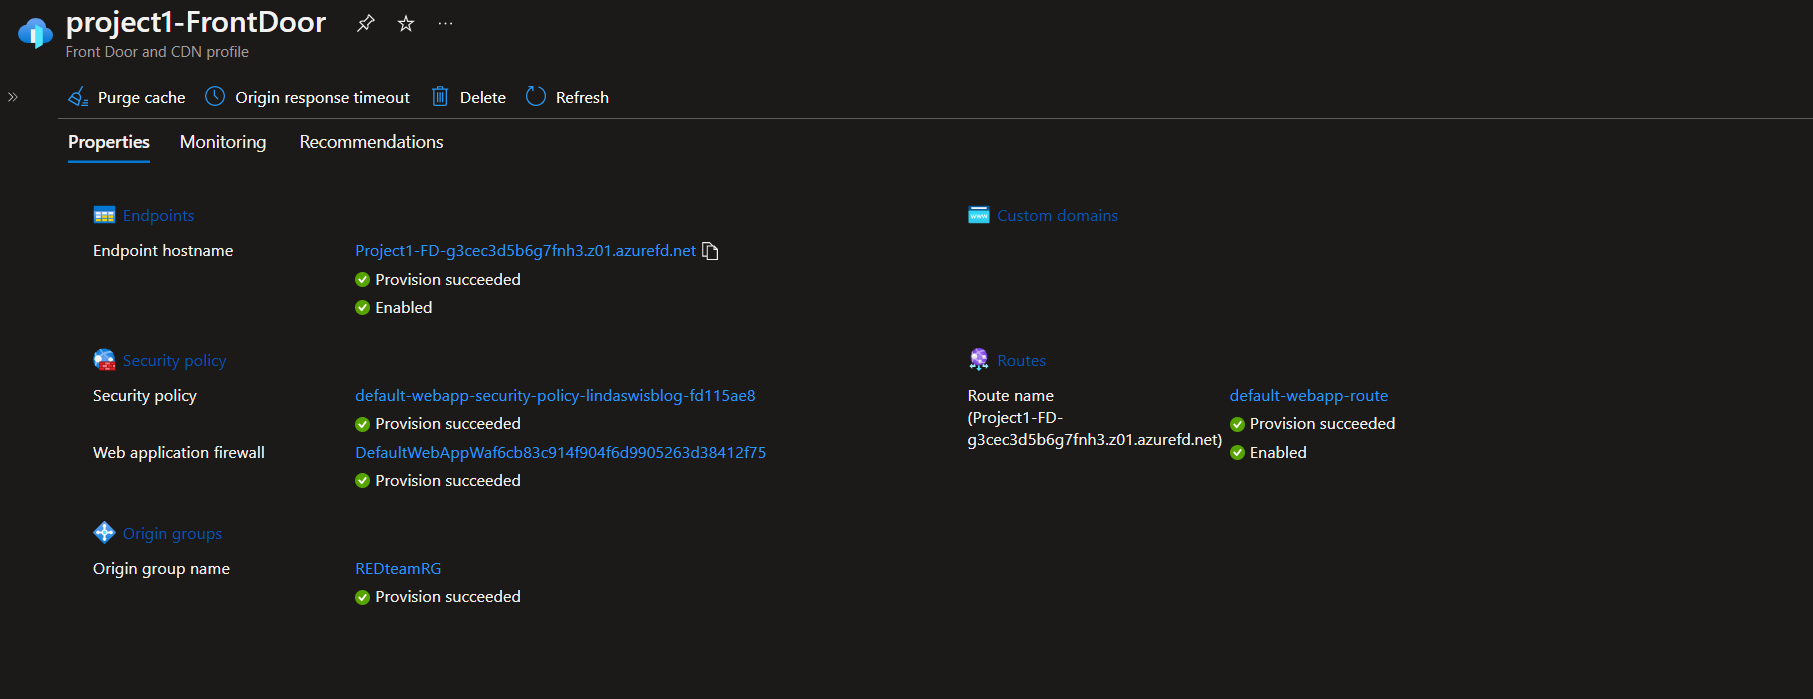 project1-FrontDoor
Front Door and CDN profile
Purge cache Origin response timeout Delete Refresh
Properties Monitoring Recommendations
Endpoints
Endpoint hostname Project1-FD-g3cec3d5b6g7fnh3.z01.azurefd.net
Provision succeeded
Enabled
Custom domains
Security policy
Security policy default-webapp-security-policy-lindaswisblog-fd115ae8
Provision succeeded
Web application firewall DefaultWebAppWaf6cb83c914f904f6d9905263d38412f75
Provision succeeded
Routes
Route name default-webapp-route
(Project1-FD- Provision succeeded
g3cec3d5b6g7fnh3.z01.azurefd.net) Enabled
Origin groups
Origin group name REDteamRG
Provision succeeded